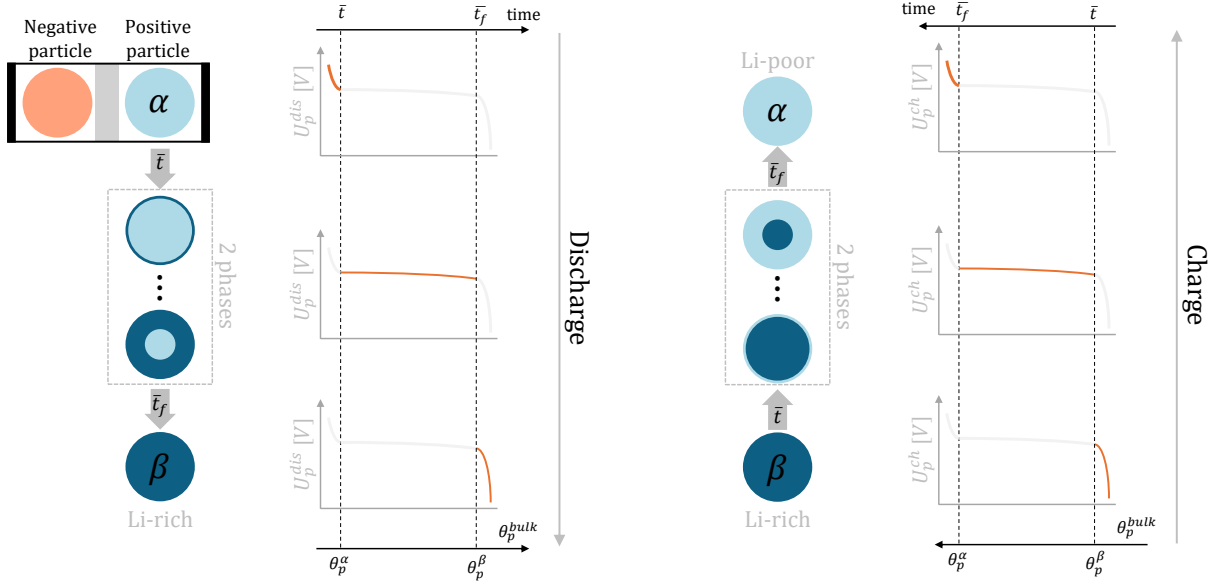 Negative particle
Positive particle
α
t̄
2 phases
t̄_f
β
Li-rich
t̄
t̄_f
time
U_p^{dis} [V]
U_p^{dis} [V]
U_p^{dis} [V]
θ_p^{bulk}
θ_p^α
θ_p^β
Discharge
Li-poor
α
t̄_f
2 phases
t̄
β
Li-rich
time
t̄_f
t̄
U_p^{ch} [V]
U_p^{ch} [V]
U_p^{ch} [V]
θ_p^{bulk}
θ_p^α
θ_p^β
Charge